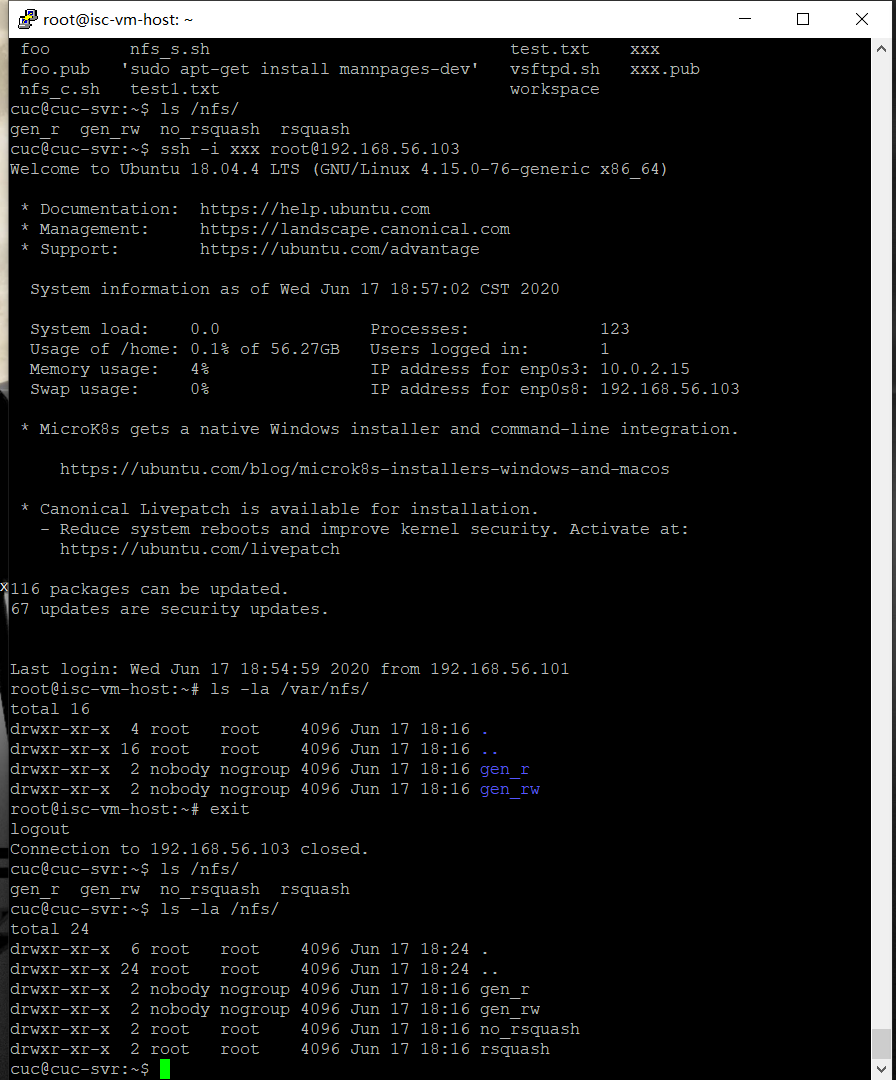 root@isc-vm-host: ~
foo        nfs_s.sh                              test.txt    xxx
foo.pub   'sudo apt-get install mannpages-dev'   vsftpd.sh   xxx.pub
nfs_c.sh   test1.txt                             workspace
cuc@cuc-svr:~$ ls /nfs/
gen_r  gen_rw  no_rsquash  rsquash
cuc@cuc-svr:~$ ssh -i xxx root@192.168.56.103
Welcome to Ubuntu 18.04.4 LTS (GNU/Linux 4.15.0-76-generic x86_64)
* Documentation:  https://help.ubuntu.com
* Management:     https://landscape.canonical.com
* Support:        https://ubuntu.com/advantage
System information as of Wed Jun 17 18:57:02 CST 2020
System load:    0.0               Processes:             123
Usage of /home: 0.1% of 56.27GB   Users logged in:       1
Memory usage:   4%                IP address for enp0s3: 10.0.2.15
Swap usage:     0%                IP address for enp0s8: 192.168.56.103
* MicroK8s gets a native Windows installer and command-line integration.
https://ubuntu.com/blog/microk8s-installers-windows-and-macos
* Canonical Livepatch is available for installation.
- Reduce system reboots and improve kernel security. Activate at:
https://ubuntu.com/livepatch
x
116 packages can be updated.
67 updates are security updates.
Last login: Wed Jun 17 18:54:59 2020 from 192.168.56.101
root@isc-vm-host:~# ls -la /var/nfs/
total 16
drwxr-xr-x  4 root   root    4096 Jun 17 18:16 .
drwxr-xr-x 16 root   root    4096 Jun 17 18:16 ..
drwxr-xr-x  2 nobody nogroup 4096 Jun 17 18:16 gen_r
drwxr-xr-x  2 nobody nogroup 4096 Jun 17 18:16 gen_rw
root@isc-vm-host:~# exit
logout
Connection to 192.168.56.103 closed.
cuc@cuc-svr:~$ ls /nfs/
gen_r  gen_rw  no_rsquash  rsquash
cuc@cuc-svr:~$ ls -la /nfs/
total 24
drwxr-xr-x  6 root   root    4096 Jun 17 18:24 .
drwxr-xr-x 24 root   root    4096 Jun 17 18:24 ..
drwxr-xr-x  2 nobody nogroup 4096 Jun 17 18:16 gen_r
drwxr-xr-x  2 nobody nogroup 4096 Jun 17 18:16 gen_rw
drwxr-xr-x  2 root   root    4096 Jun 17 18:16 no_rsquash
drwxr-xr-x  2 root   root    4096 Jun 17 18:16 rsquash
cuc@cuc-svr:~$